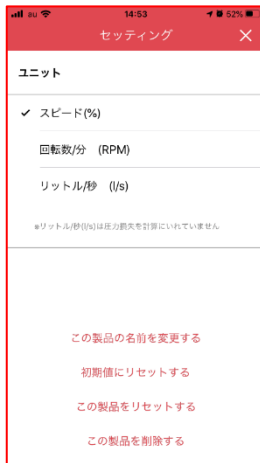 au 14:53 52%
セッティング
ユニット
スピード(%)
回転数/分 (RPM)
リットル/秒 (l/s)
※リットル/秒(l/s)は圧力損失を計算にいれていません
この製品の名前を変更する
初期値にリセットする
この製品をリセットする
この製品を削除する